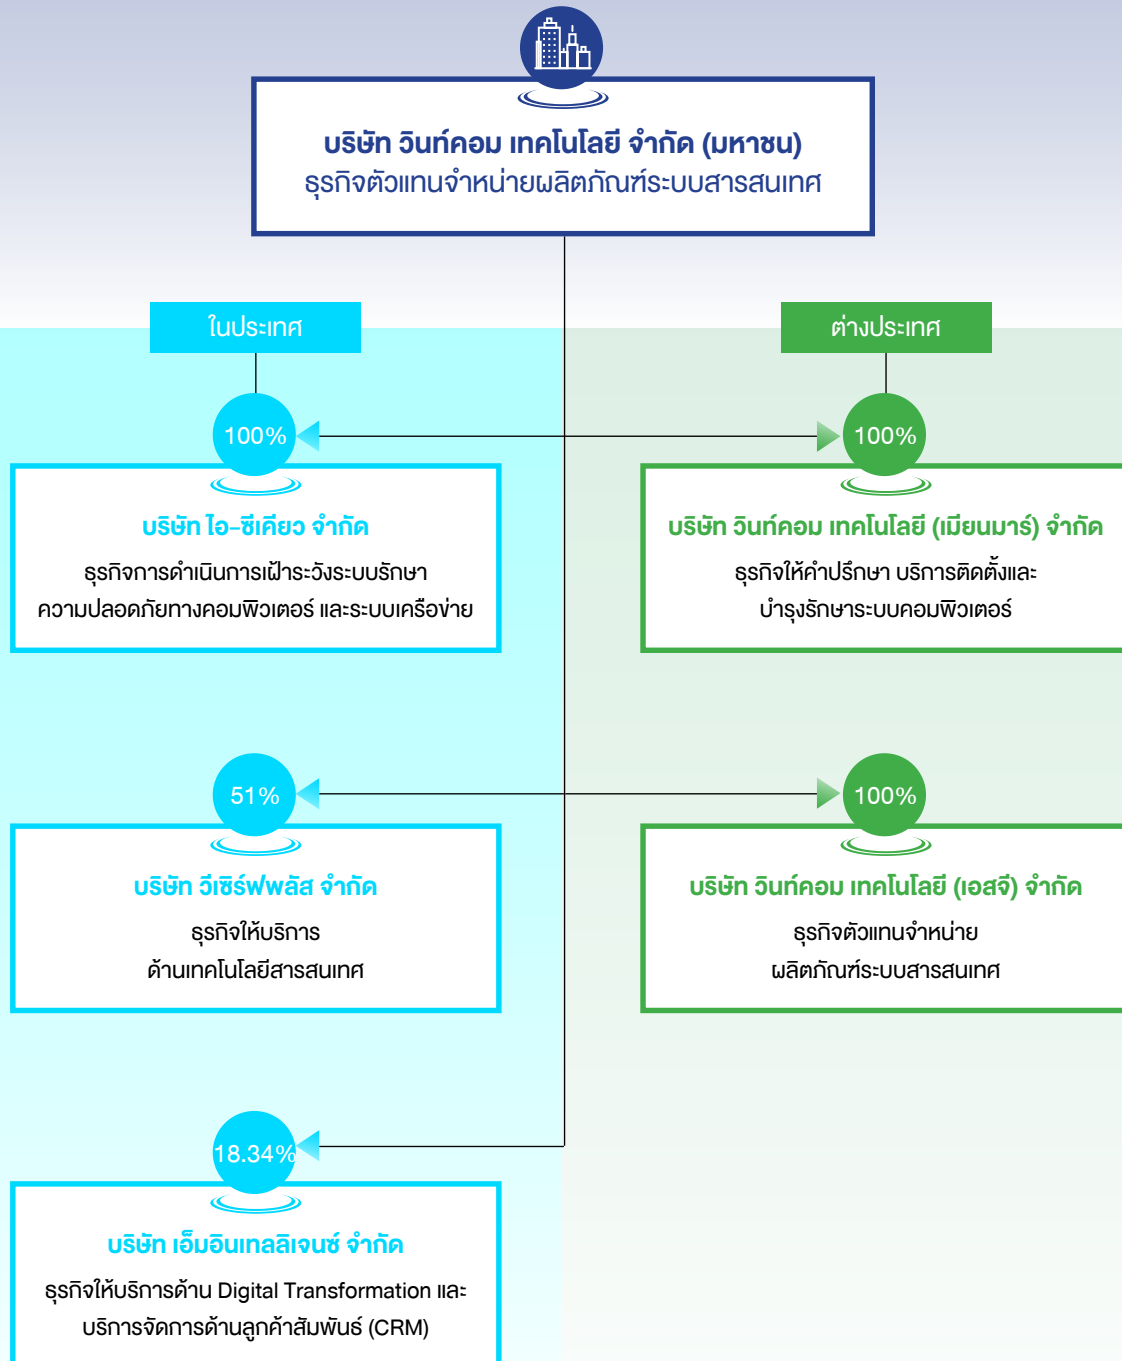 บริษัท วินท์คอม เทคโนโลยี จำกัด (มหาชน)
ธุรกิจตัวแทนจำหน่ายผลิตภัณฑ์ระบบสารสนเทศ
ในประเทศ
ต่างประเทศ
100%
100%
บริษัท ไอ-ซีเคียว จำกัด
ธุรกิจการดำเนินการเฝ้าระวังระบบรักษา
ความปลอดภัยทางคอมพิวเตอร์ และระบบเครือข่าย
บริษัท วินท์คอม เทคโนโลยี (เมียนมาร์) จำกัด
ธุรกิจให้คำปรึกษา บริการติดตั้งและ
บำรุงรักษาระบบคอมพิวเตอร์
51%
100%
บริษัท วีเซิร์ฟพลัส จำกัด
ธุรกิจให้บริการ
ด้านเทคโนโลยีสารสนเทศ
บริษัท วินท์คอม เทคโนโลยี (เอสจี) จำกัด
ธุรกิจตัวแทนจำหน่าย
ผลิตภัณฑ์ระบบสารสนเทศ
18.34%
บริษัท เอ็มอินเทลลิเจนซ์ จำกัด
ธุรกิจให้บริการด้าน Digital Transformation และ
บริการจัดการด้านลูกค้าสัมพันธ์ (CRM)